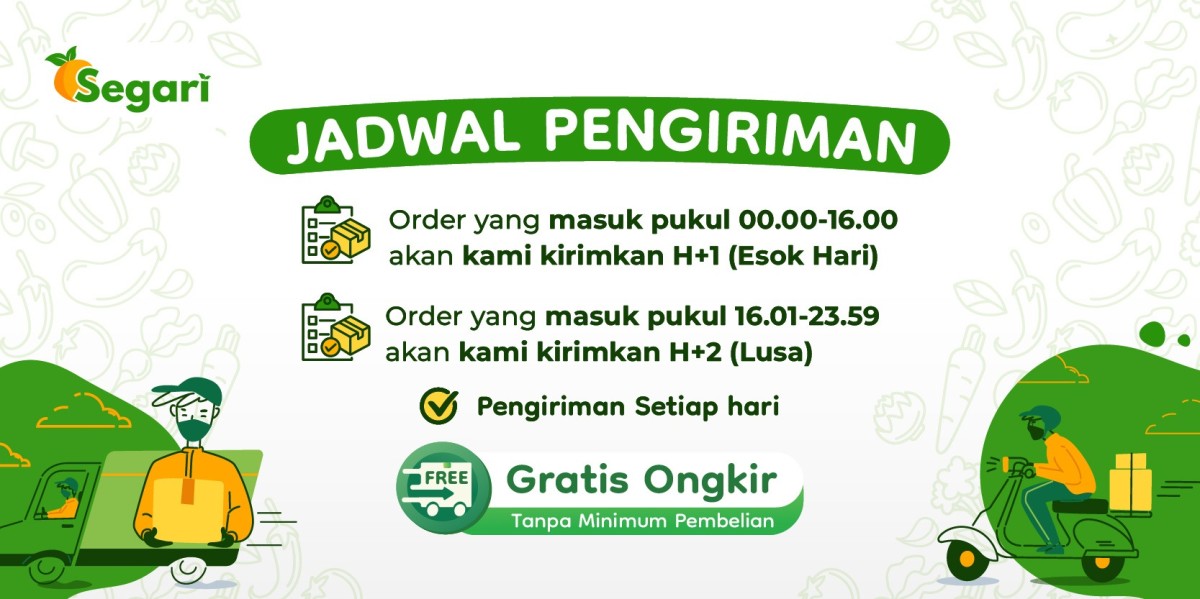 Segari
JADWAL PENGIRIMAN
Order yang masuk pukul 00.00-16.00
akan kami kirimkan H+1 (Esok Hari)
Order yang masuk pukul 16.01-23.59
akan kami kirimkan H+2 (Lusa)
Pengiriman Setiap hari
FREE
Gratis Ongkir
Tanpa Minimum Pembelian